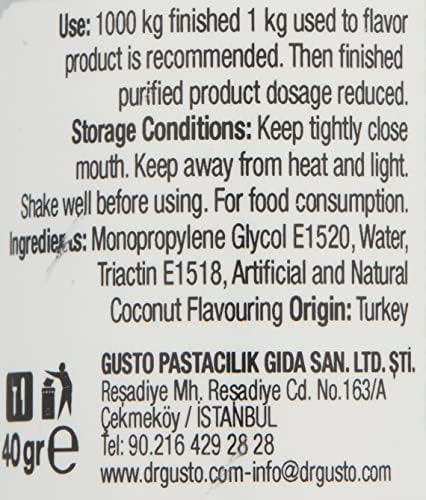 Use: 1000 kg finished 1 kg used to flavor
product is recommended. Then finished
purified product dosage reduced.
Storage Conditions: Keep tightly close
mouth. Keep away from heat and light.
Shake well before using. For food consumption.
Ingredients: Monopropylene Glycol E1520, Water,
Triactin E1518, Artificial and Natural
Coconut Flavouring Origin: Turkey
GUSTO PASTACILIK GIDA SAN. LTD. ŞTİ.
Reşadiye Mh. Reşadiye Cd. No.163/A
Çekmeköy / İSTANBUL
Tel: 90.216 429 28 28
www.drgusto.com-info@drgusto.com
40 gr e